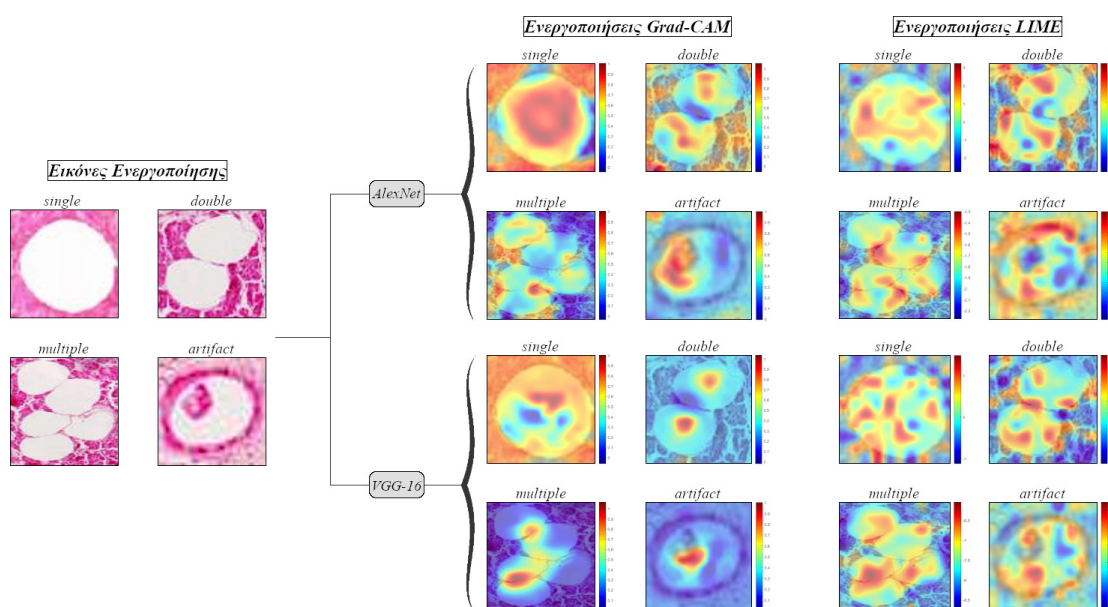 Ενεργοποιήσεις Grad-CAM Ενεργοποιήσεις LIME
single double single double
Εικόνες Ενεργοποίησης
single double
AlexNet
multiple artifact multiple artifact
multiple artifact
single double single double
VGG-16
multiple artifact multiple artifact